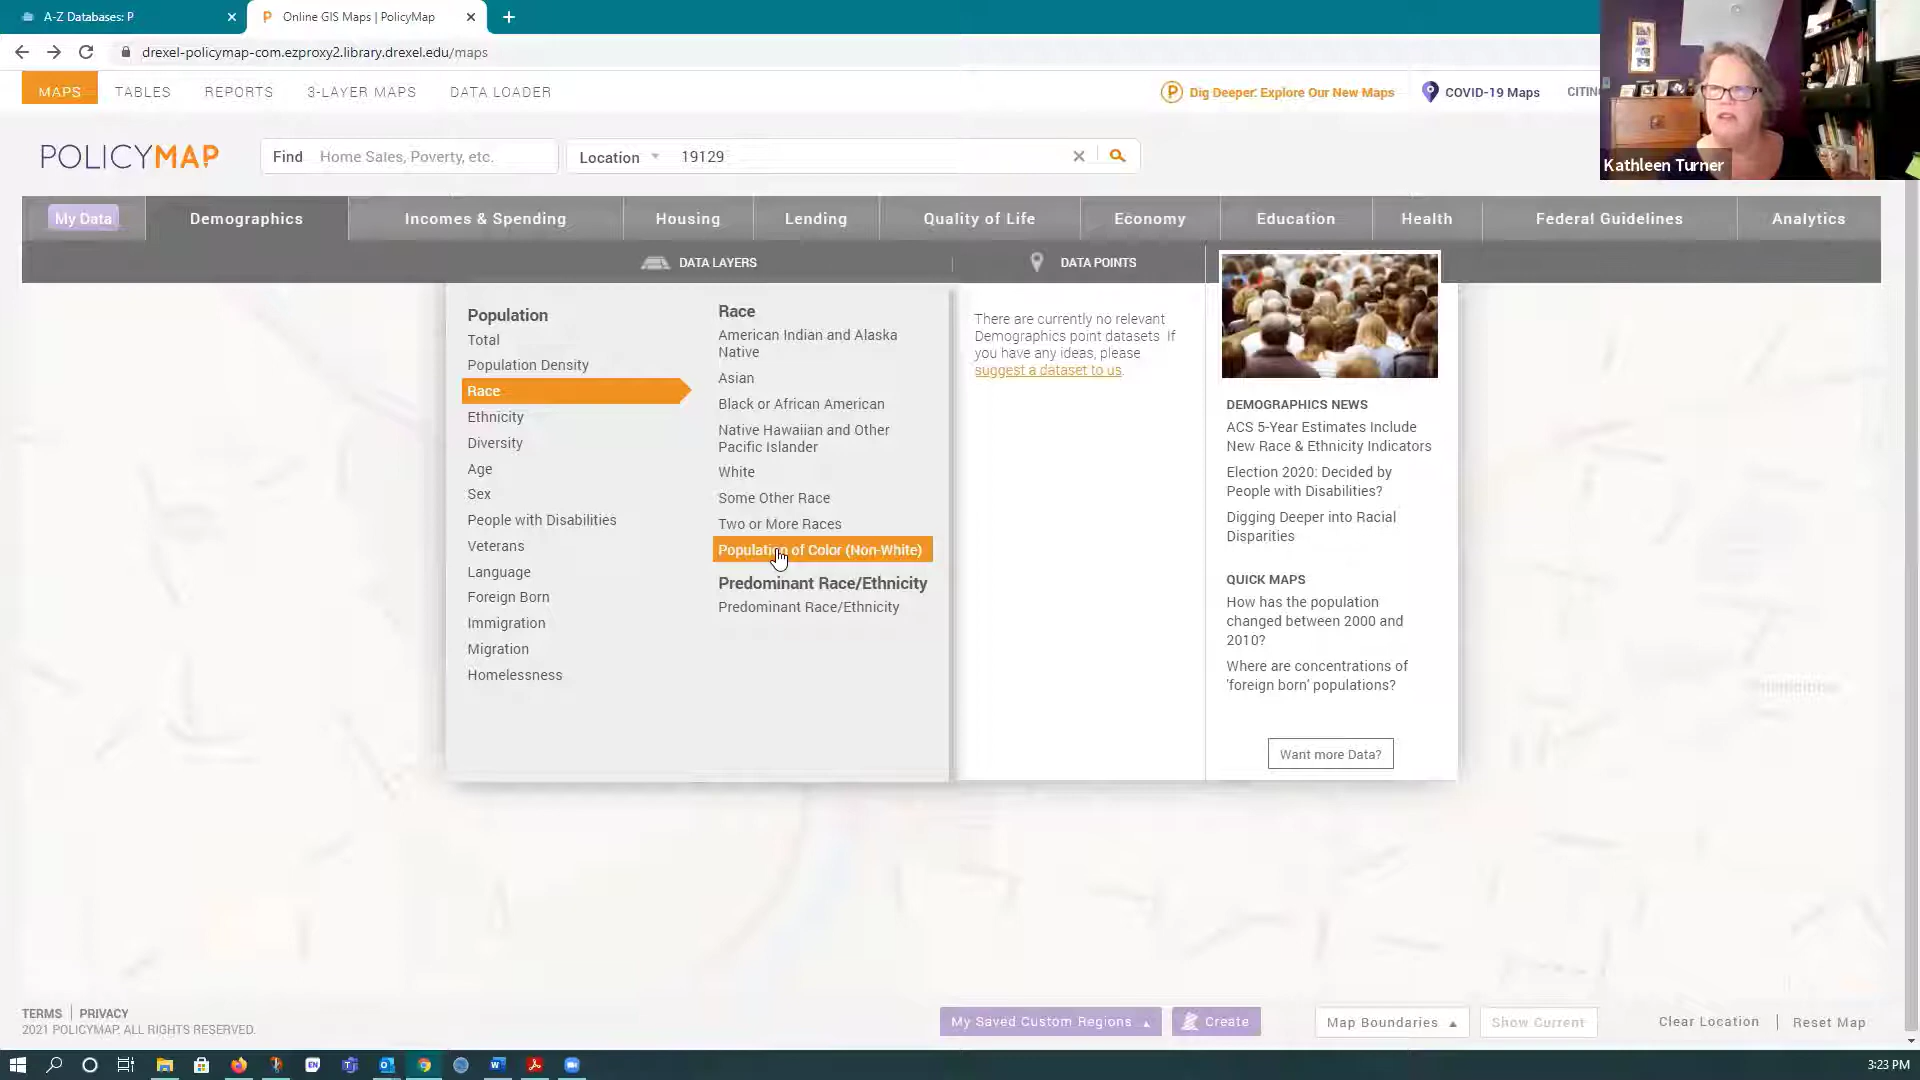 A-Z Databases: P
Online GIS Maps | PolicyMap
drexel-policymap-com.ezproxy2.library.drexel.edu/maps
MAPS TABLES REPORTS 3-LAYER MAPS DATA LOADER
Dig Deeper: Explore Our New Maps COVID-19 Maps CITIN
Kathleen Turner
POLICYMAP
Find Home Sales, Poverty, etc. Location 19129
My Data Demographics Incomes & Spending Housing Lending Quality of Life Economy Education Health Federal Guidelines Analytics
DATA LAYERS DATA POINTS
Population
Total
Population Density
Race
Ethnicity
Diversity
Age
Sex
People with Disabilities
Veterans
Language
Foreign Born
Immigration
Migration
Homelessness
Race
American Indian and Alaska
Native
Asian
Black or African American
Native Hawaiian and Other
Pacific Islander
White
Some Other Race
Two or More Races
Population of Color (Non-White)
Predominant Race/Ethnicity
Predominant Race/Ethnicity
There are currently no relevant
Demographics point datasets If
you have any ideas, please
suggest a dataset to us.
DEMOGRAPHICS NEWS
ACS 5-Year Estimates Include
New Race & Ethnicity Indicators
Election 2020: Decided by
People with Disabilities?
Digging Deeper into Racial
Disparities
QUICK MAPS
How has the population
changed between 2000 and
2010?
Where are concentrations of
'foreign born' populations?
Want more Data?
TERMS | PRIVACY
2021 POLICYMAP, ALL RIGHTS RESERVED.
My Saved Custom Regions Create Map Boundaries Show Current Clear Location | Reset Map
EN
3:23 PM